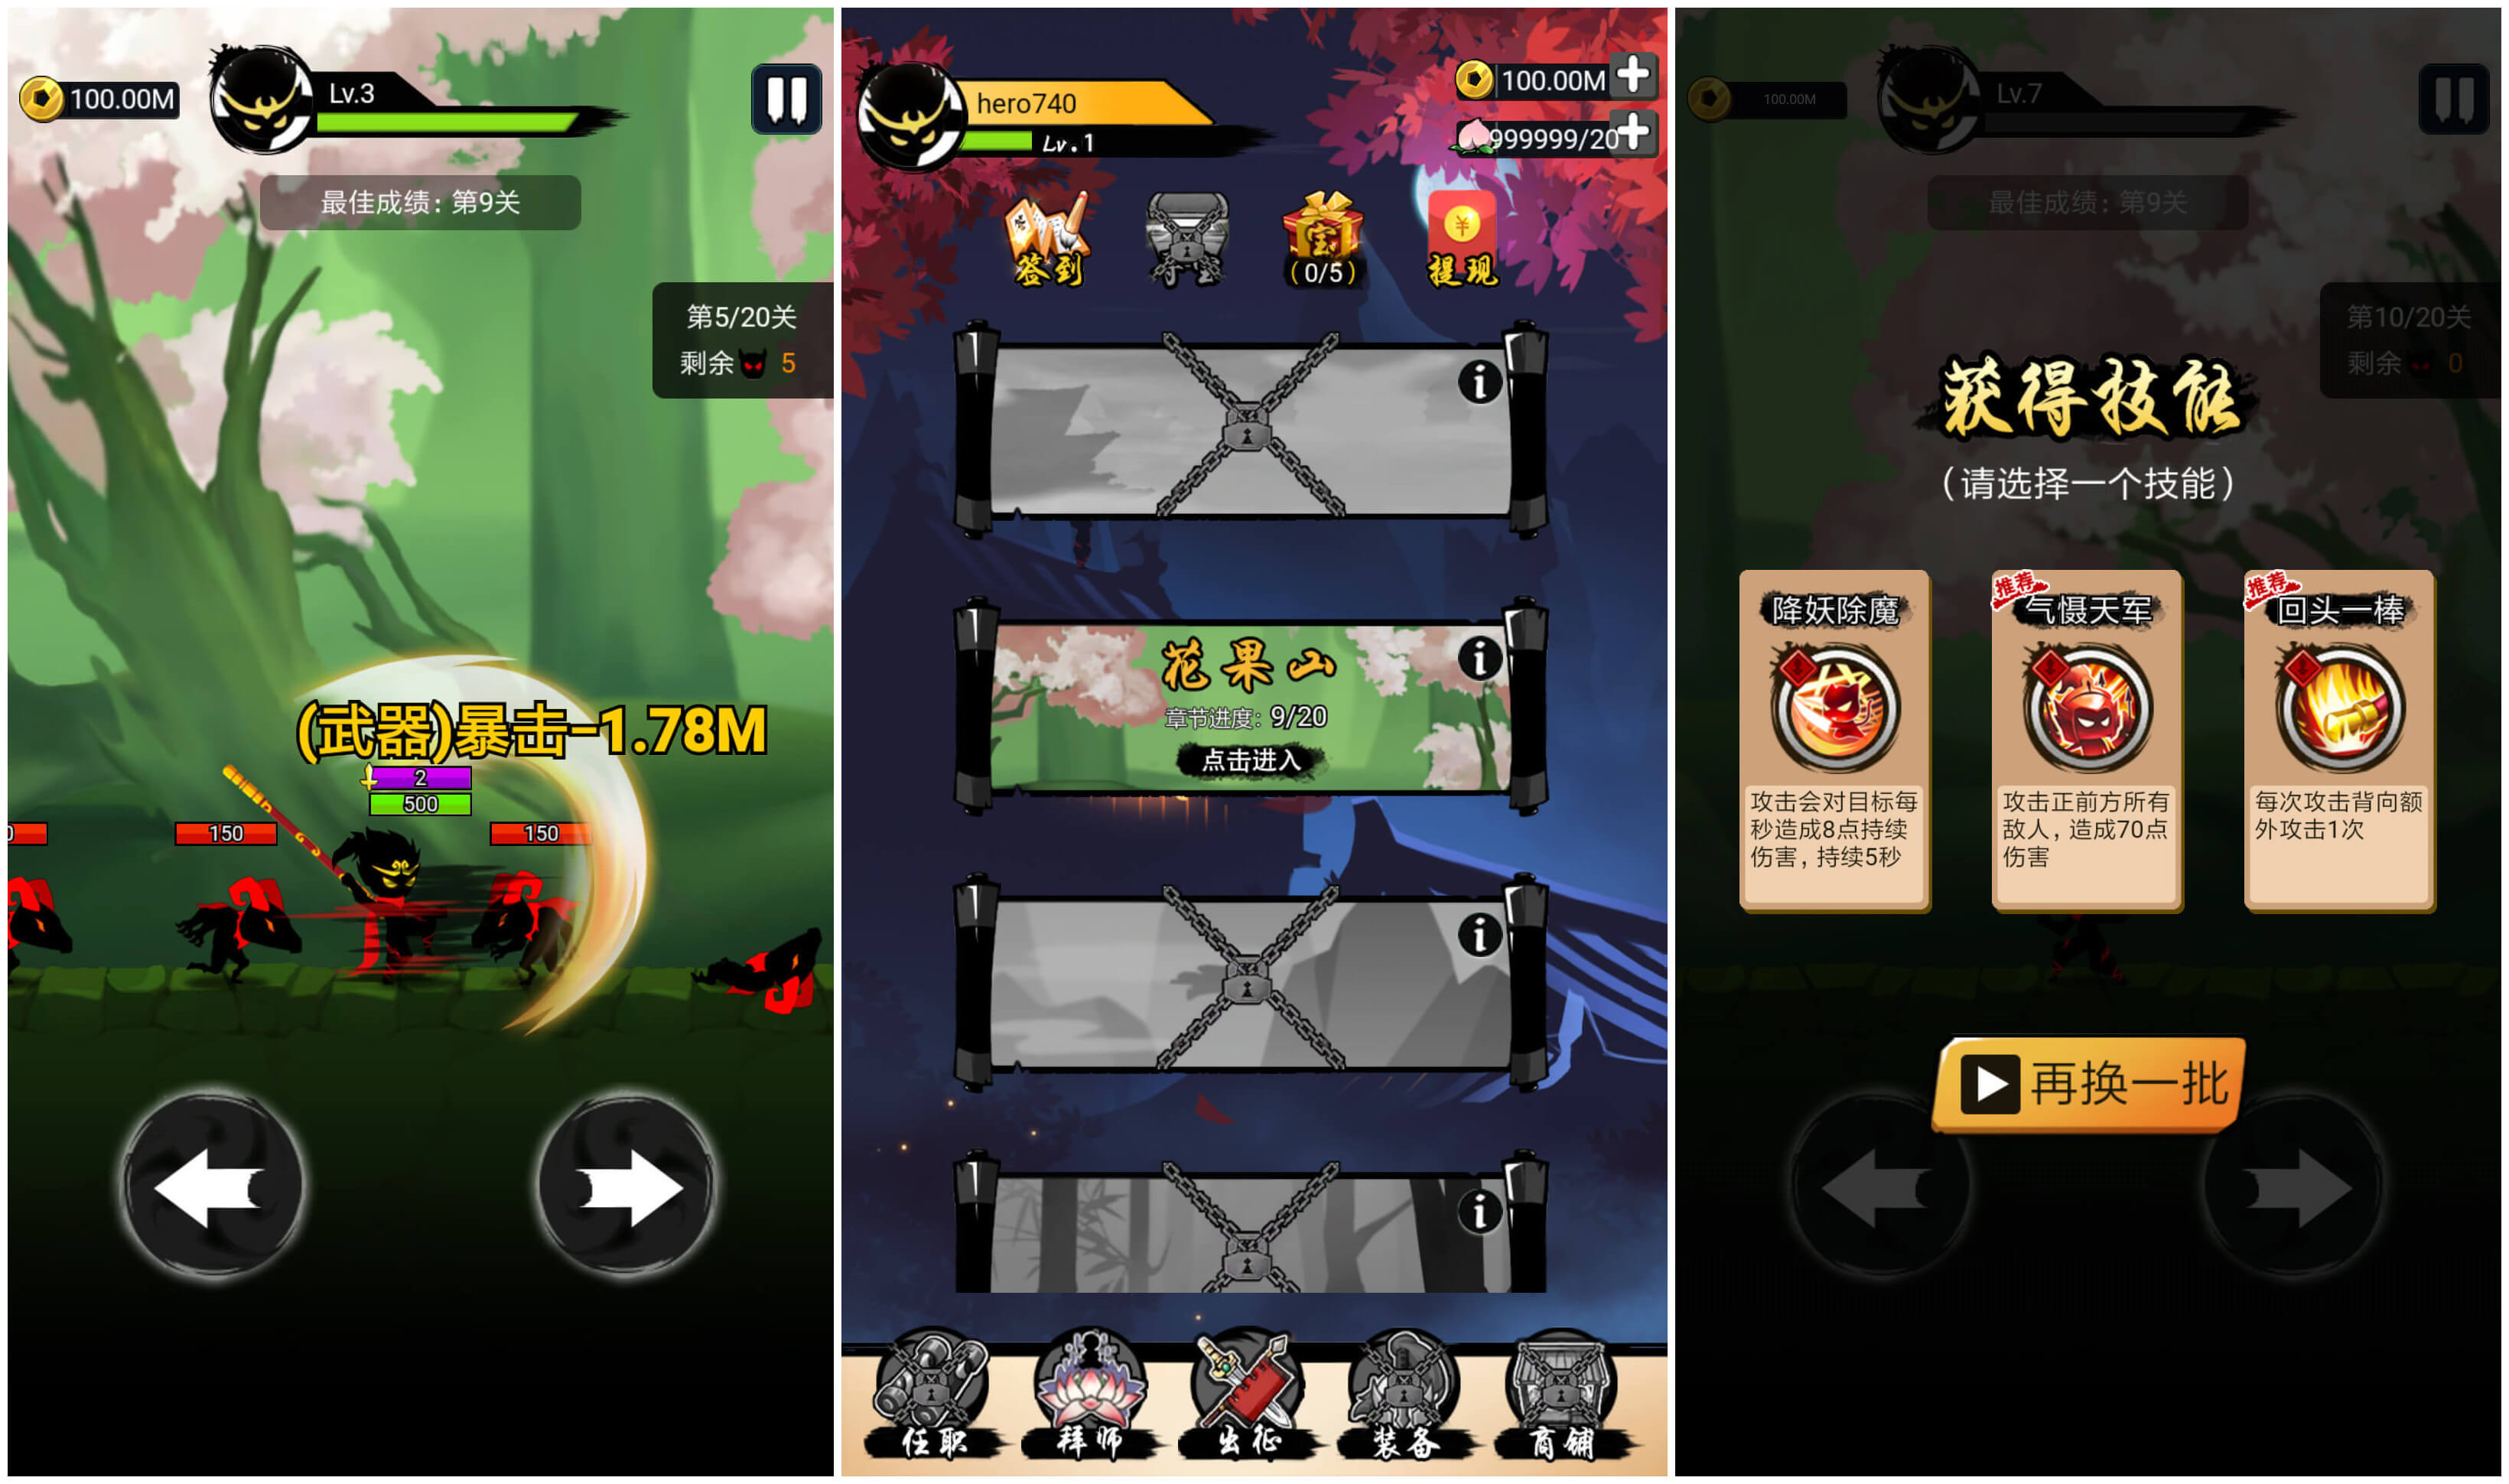 100.00M
Lv.3
最佳成绩：第9关
第5/20关
剩余 5
(武器)暴击-1.78M
2
500
150
150
hero740
Lv.1
100.00M
999999/20
签到
宝
(0/5)
提现
花果山
章节进度：9/20
点击进入
任职
拜师
出征
装备
商铺
100.00M
Lv.7
最佳成绩：第9关
第10/20关
剩余 0
获得技能
（请选择一个技能）
降妖除魔
攻击会对目标每
秒造成8点持续
伤害，持续5秒
推荐
气慑天军
攻击正前方所有
敌人，造成70点
伤害
推荐
回头一棒
每次攻击背向额
外攻击1次
再换一批